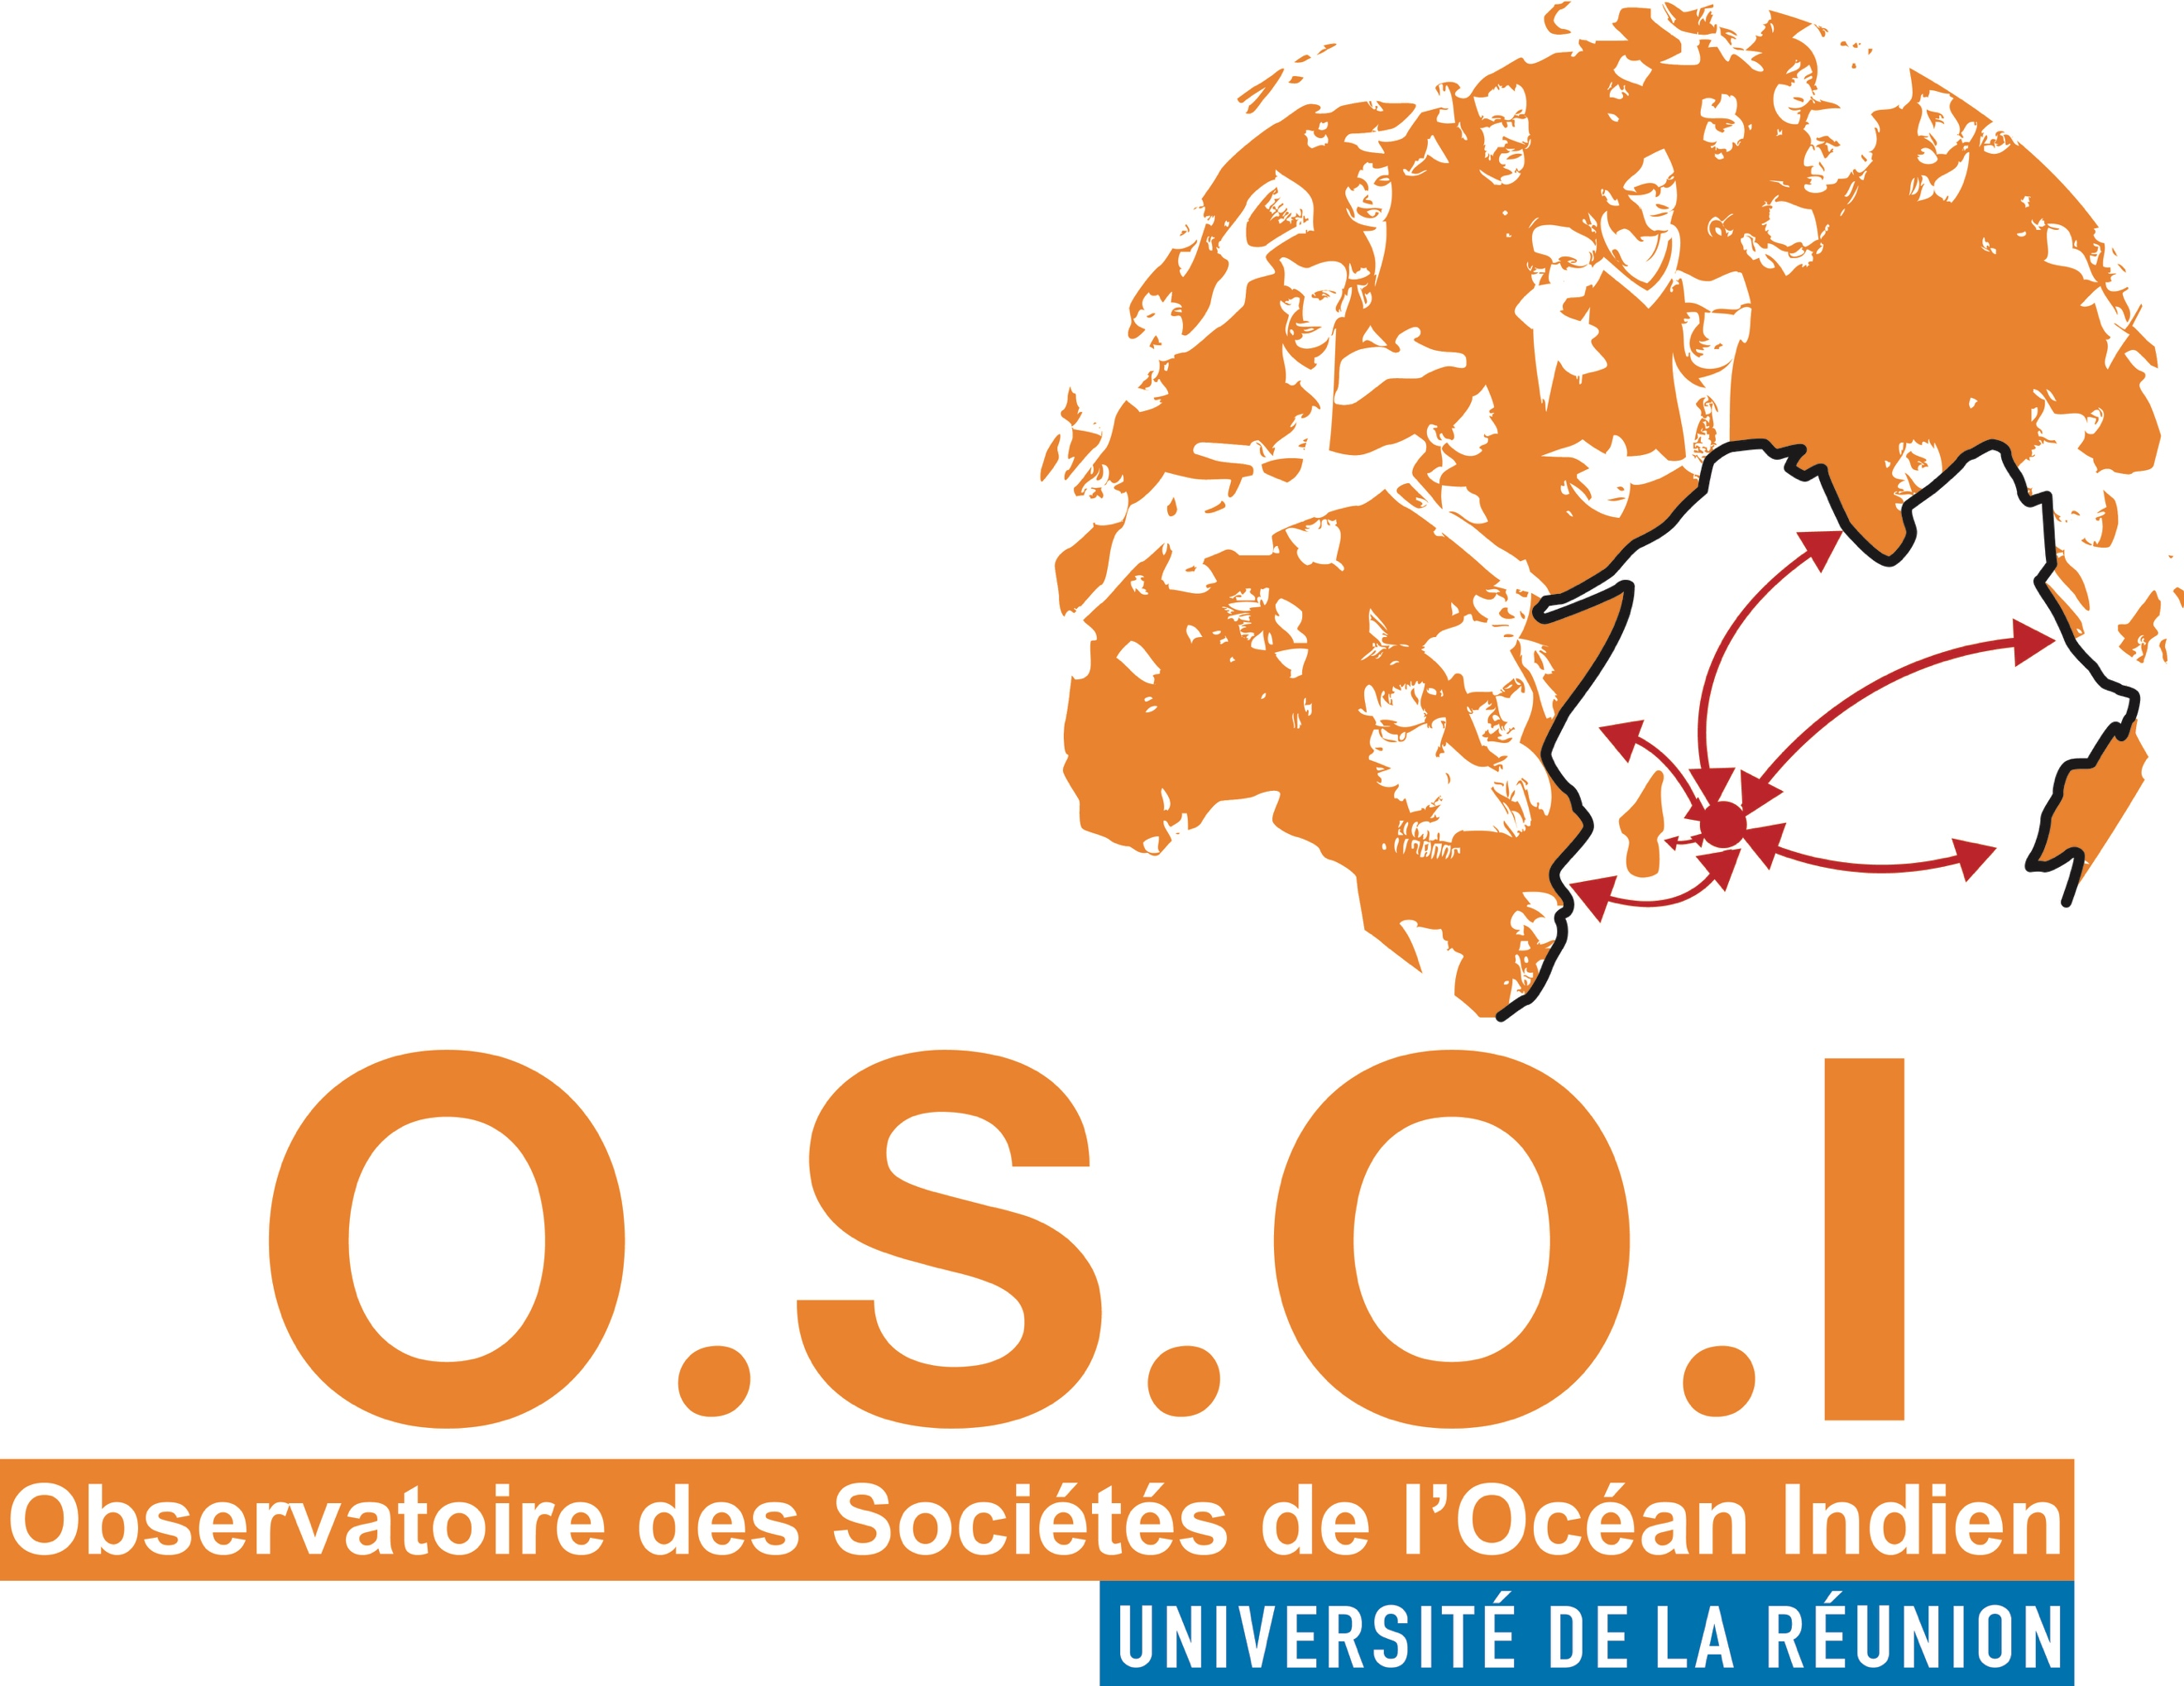 O.S.O.I
Observatoire des Sociétés de l'Océan Indien
UNIVERSITÉ DE LA RÉUNION